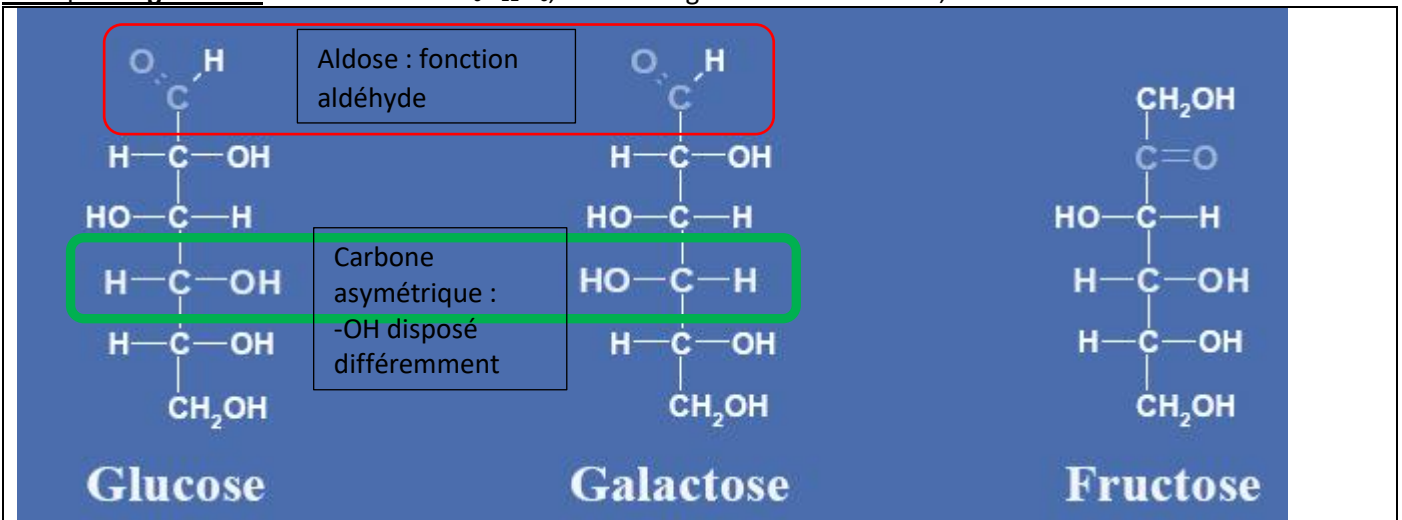 O H
C
H—C—OH
HO—C—H
H—C—OH
H—C—OH
CH₂OH
Glucose
Aldose : fonction
aldéhyde
Carbone
asymétrique :
-OH disposé
différemment
O H
C
H—C—OH
HO—C—H
HO—C—H
H—C—OH
CH₂OH
Galactose
CH₂OH
C=O
HO—C—H
H—C—OH
H—C—OH
CH₂OH
Fructose